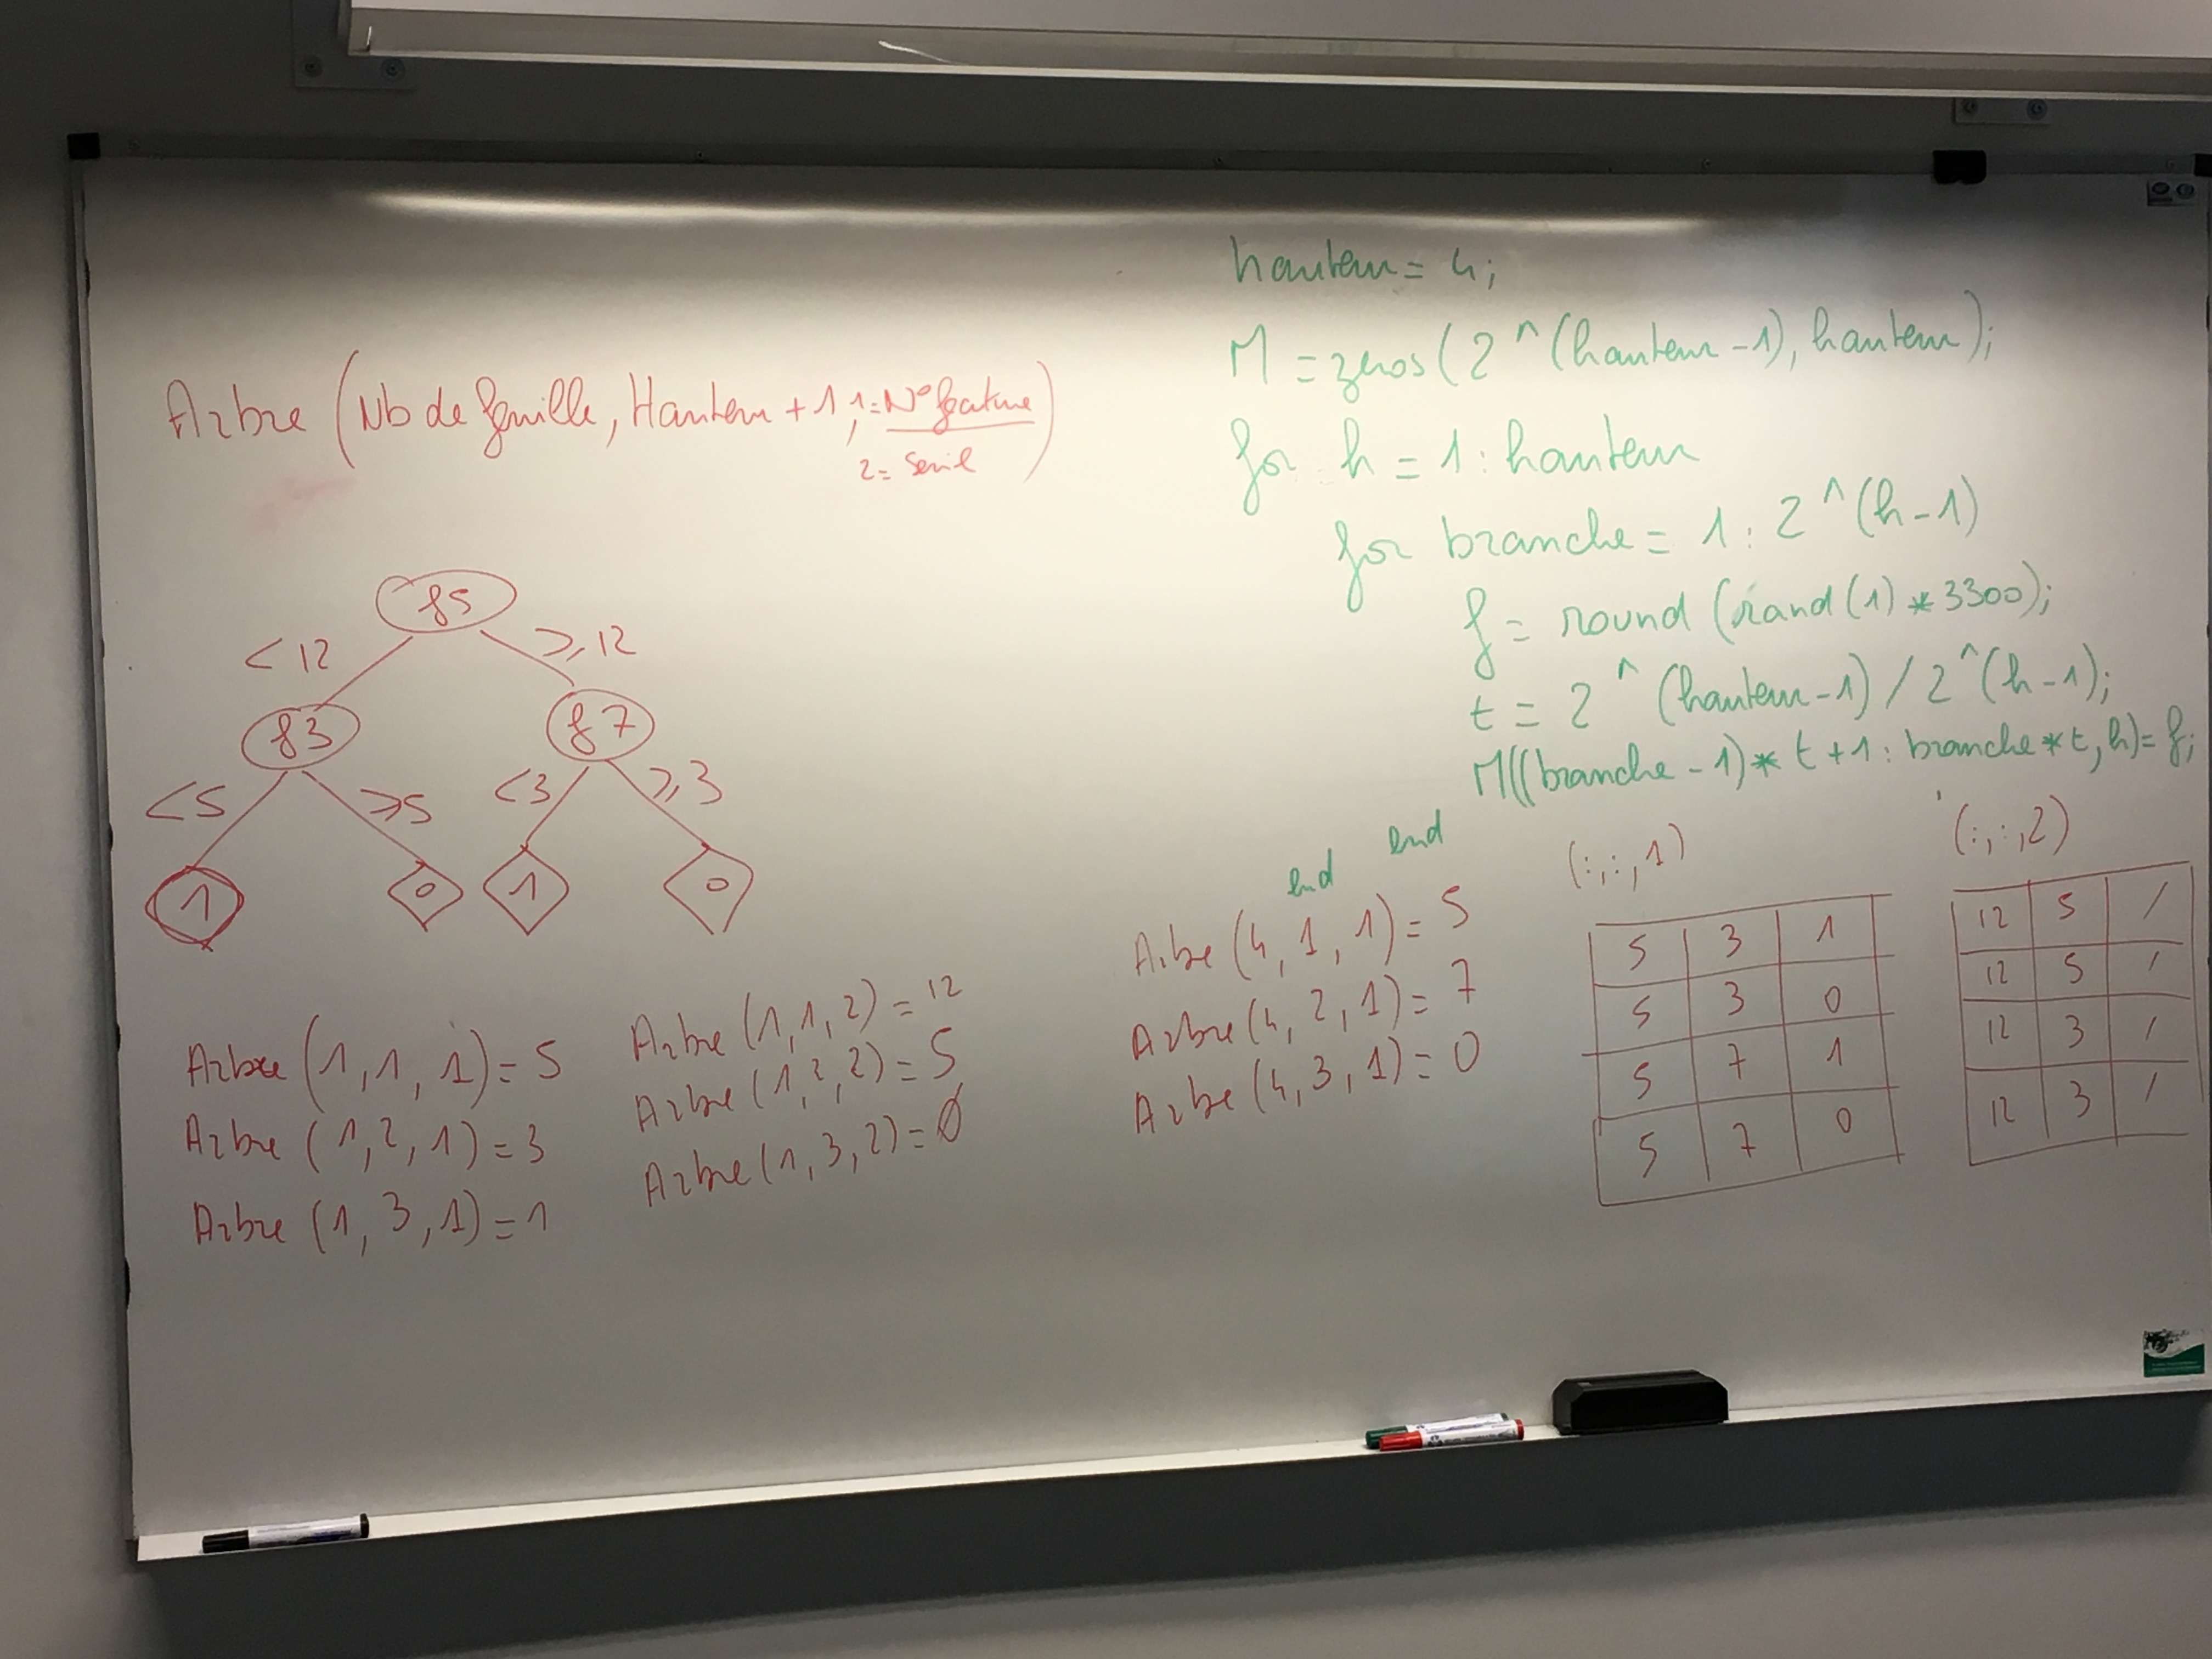 Arbre (Nb de feuille, Hauteur + 1, 1 = N° feature
2 = Seuil)
f5
< 12
≥ 12
f3
f7
< 5
≥ 5
< 3
≥ 3
1
0
1
0
Arbre (1, 1, 1) = 5
Arbre (1, 2, 1) = 3
Arbre (1, 3, 1) = 1
Arbre (1, 1, 2) = 12
Arbre (1, 2, 2) = 5
Arbre (1, 3, 2) = Ø
hauteur = 4;
M = zeros(2^(hauteur-1), hauteur);
for h = 1 : hauteur
for branche = 1 : 2^(h-1)
f = round (rand(1) * 3300);
t = 2^(hauteur-1) / 2^(h-1);
M((branche - 1) * t + 1 : branche * t, h) = f;
end
end
Arbre (4, 1, 1) = 5
Arbre (4, 2, 1) = 7
Arbre (4, 3, 1) = 0
(:,:,1)
5 3 1
5 3 0
5 7 1
5 7 0
(:,:,2)
12 5 /
12 5 /
12 3 /
12 3 /